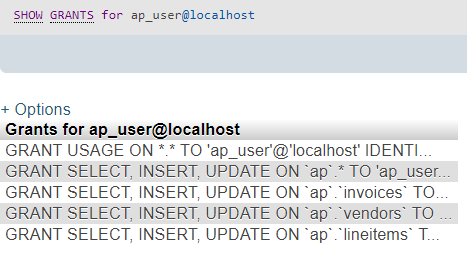 SHOW GRANTS for ap_user@localhost
+ Options
Grants for ap_user@localhost
GRANT USAGE ON *.* TO 'ap_user'@'localhost' IDENTI...
GRANT SELECT, INSERT, UPDATE ON `ap`.* TO 'ap_user...
GRANT SELECT, INSERT, UPDATE ON `ap`.`invoices` TO...
GRANT SELECT, INSERT, UPDATE ON `ap`.`vendors` TO ...
GRANT SELECT, INSERT, UPDATE ON `ap`.`lineitems` T...